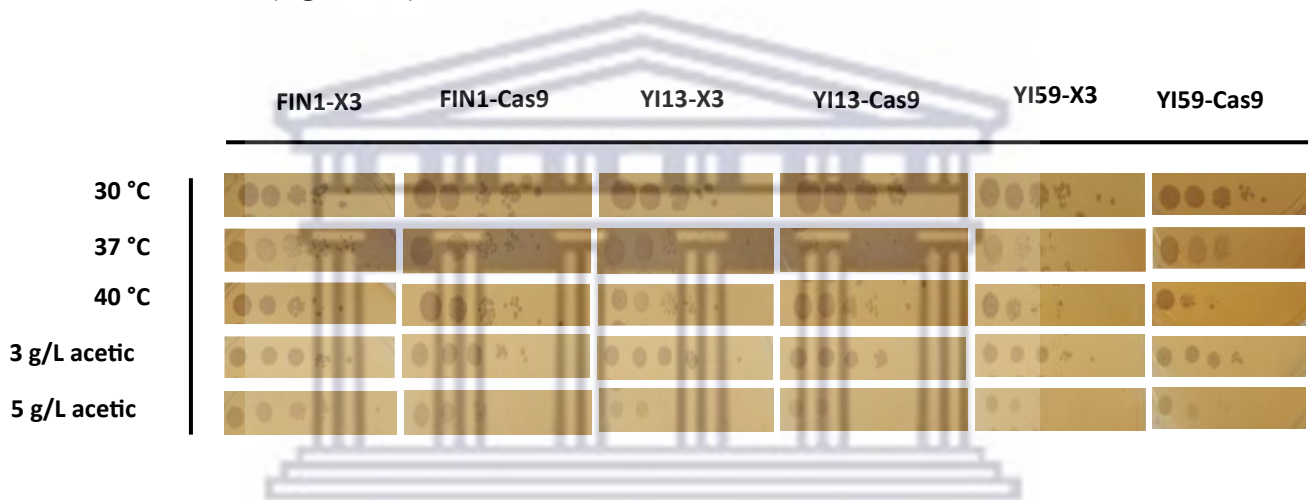 FIN1-X3 FIN1-Cas9 YI13-X3 YI13-Cas9 YI59-X3 YI59-Cas9
30 °C
37 °C
40 °C
3 g/L acetic
5 g/L acetic